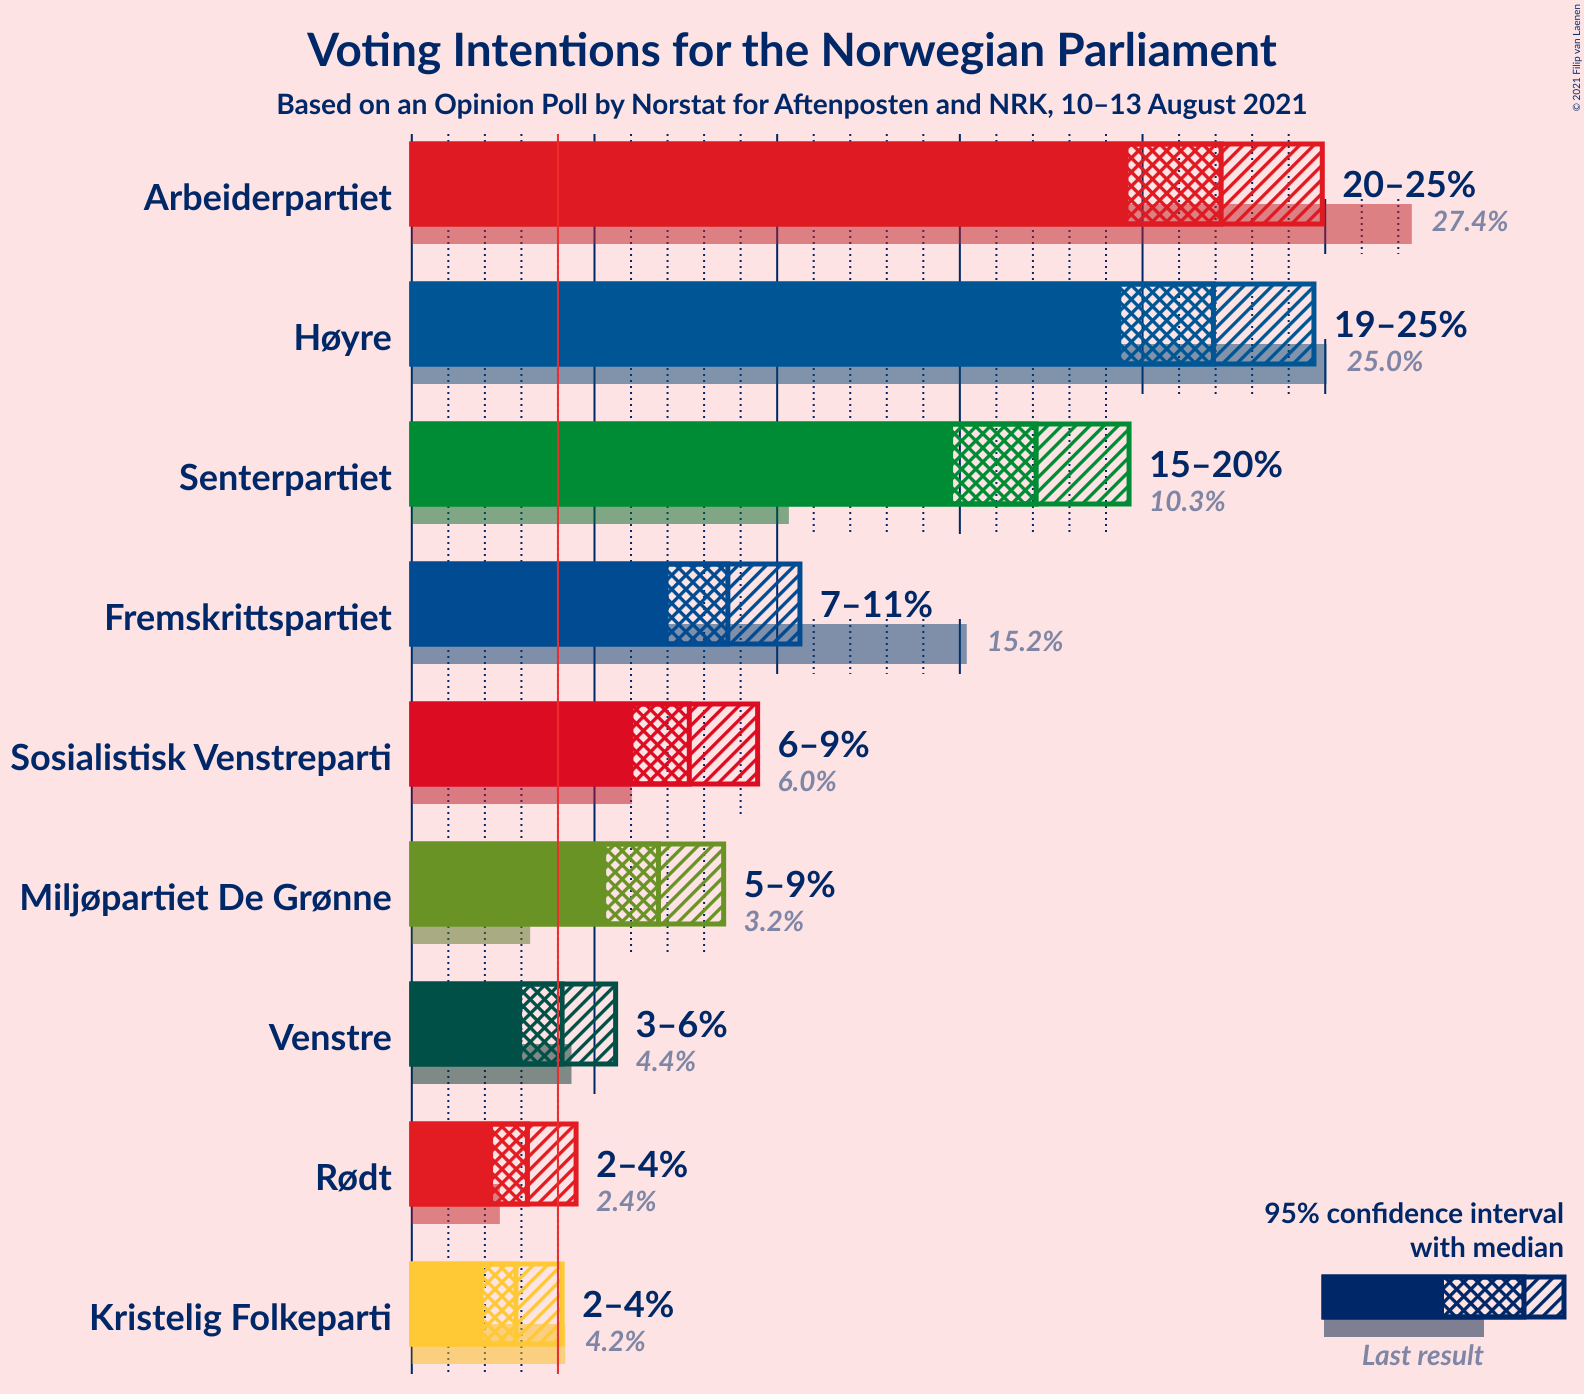 Voting Intentions for the Norwegian Parliament
Based on an Opinion Poll by Norstat for Aftenposten and NRK, 10–13 August 2021
© 2021 Filip van Laenen
Arbeiderpartiet
20–25%
27.4%
Høyre
19–25%
25.0%
Senterpartiet
15–20%
10.3%
Fremskrittspartiet
7–11%
15.2%
Sosialistisk Venstreparti
6–9%
6.0%
Miljøpartiet De Grønne
5–9%
3.2%
Venstre
3–6%
4.4%
Rødt
2–4%
2.4%
Kristelig Folkeparti
2–4%
4.2%
95% confidence interval
with median
Last result